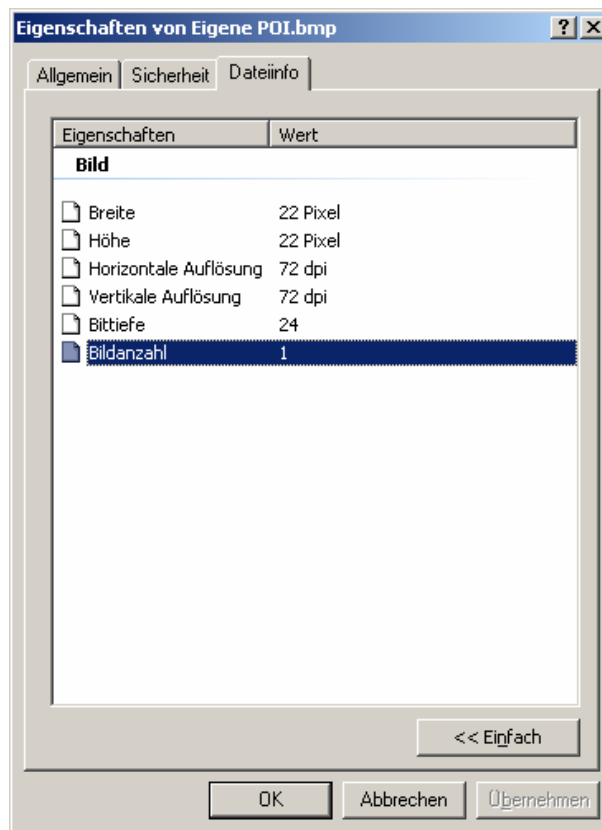 Eigenschaften von Eigene POI.bmp
Allgemein Sicherheit Dateiinfo
Eigenschaften Wert
Bild
Breite 22 Pixel
Höhe 22 Pixel
Horizontale Auflösung 72 dpi
Vertikale Auflösung 72 dpi
Bittiefe 24
Bildanzahl 1
<< Einfach
OK Abbrechen Übernehmen